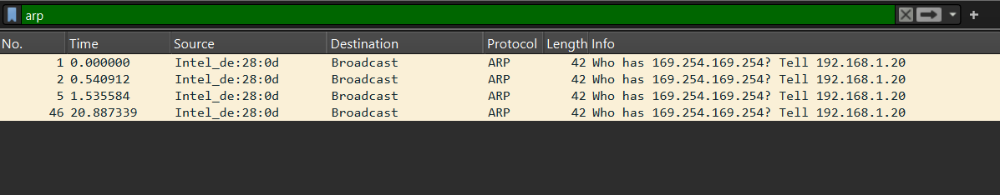 arp
No. Time Source Destination Protocol Length Info
1 0.000000 Intel_de:28:0d Broadcast ARP 42 Who has 169.254.169.254? Tell 192.168.1.20
2 0.540912 Intel_de:28:0d Broadcast ARP 42 Who has 169.254.169.254? Tell 192.168.1.20
5 1.535584 Intel_de:28:0d Broadcast ARP 42 Who has 169.254.169.254? Tell 192.168.1.20
46 20.887339 Intel_de:28:0d Broadcast ARP 42 Who has 169.254.169.254? Tell 192.168.1.20